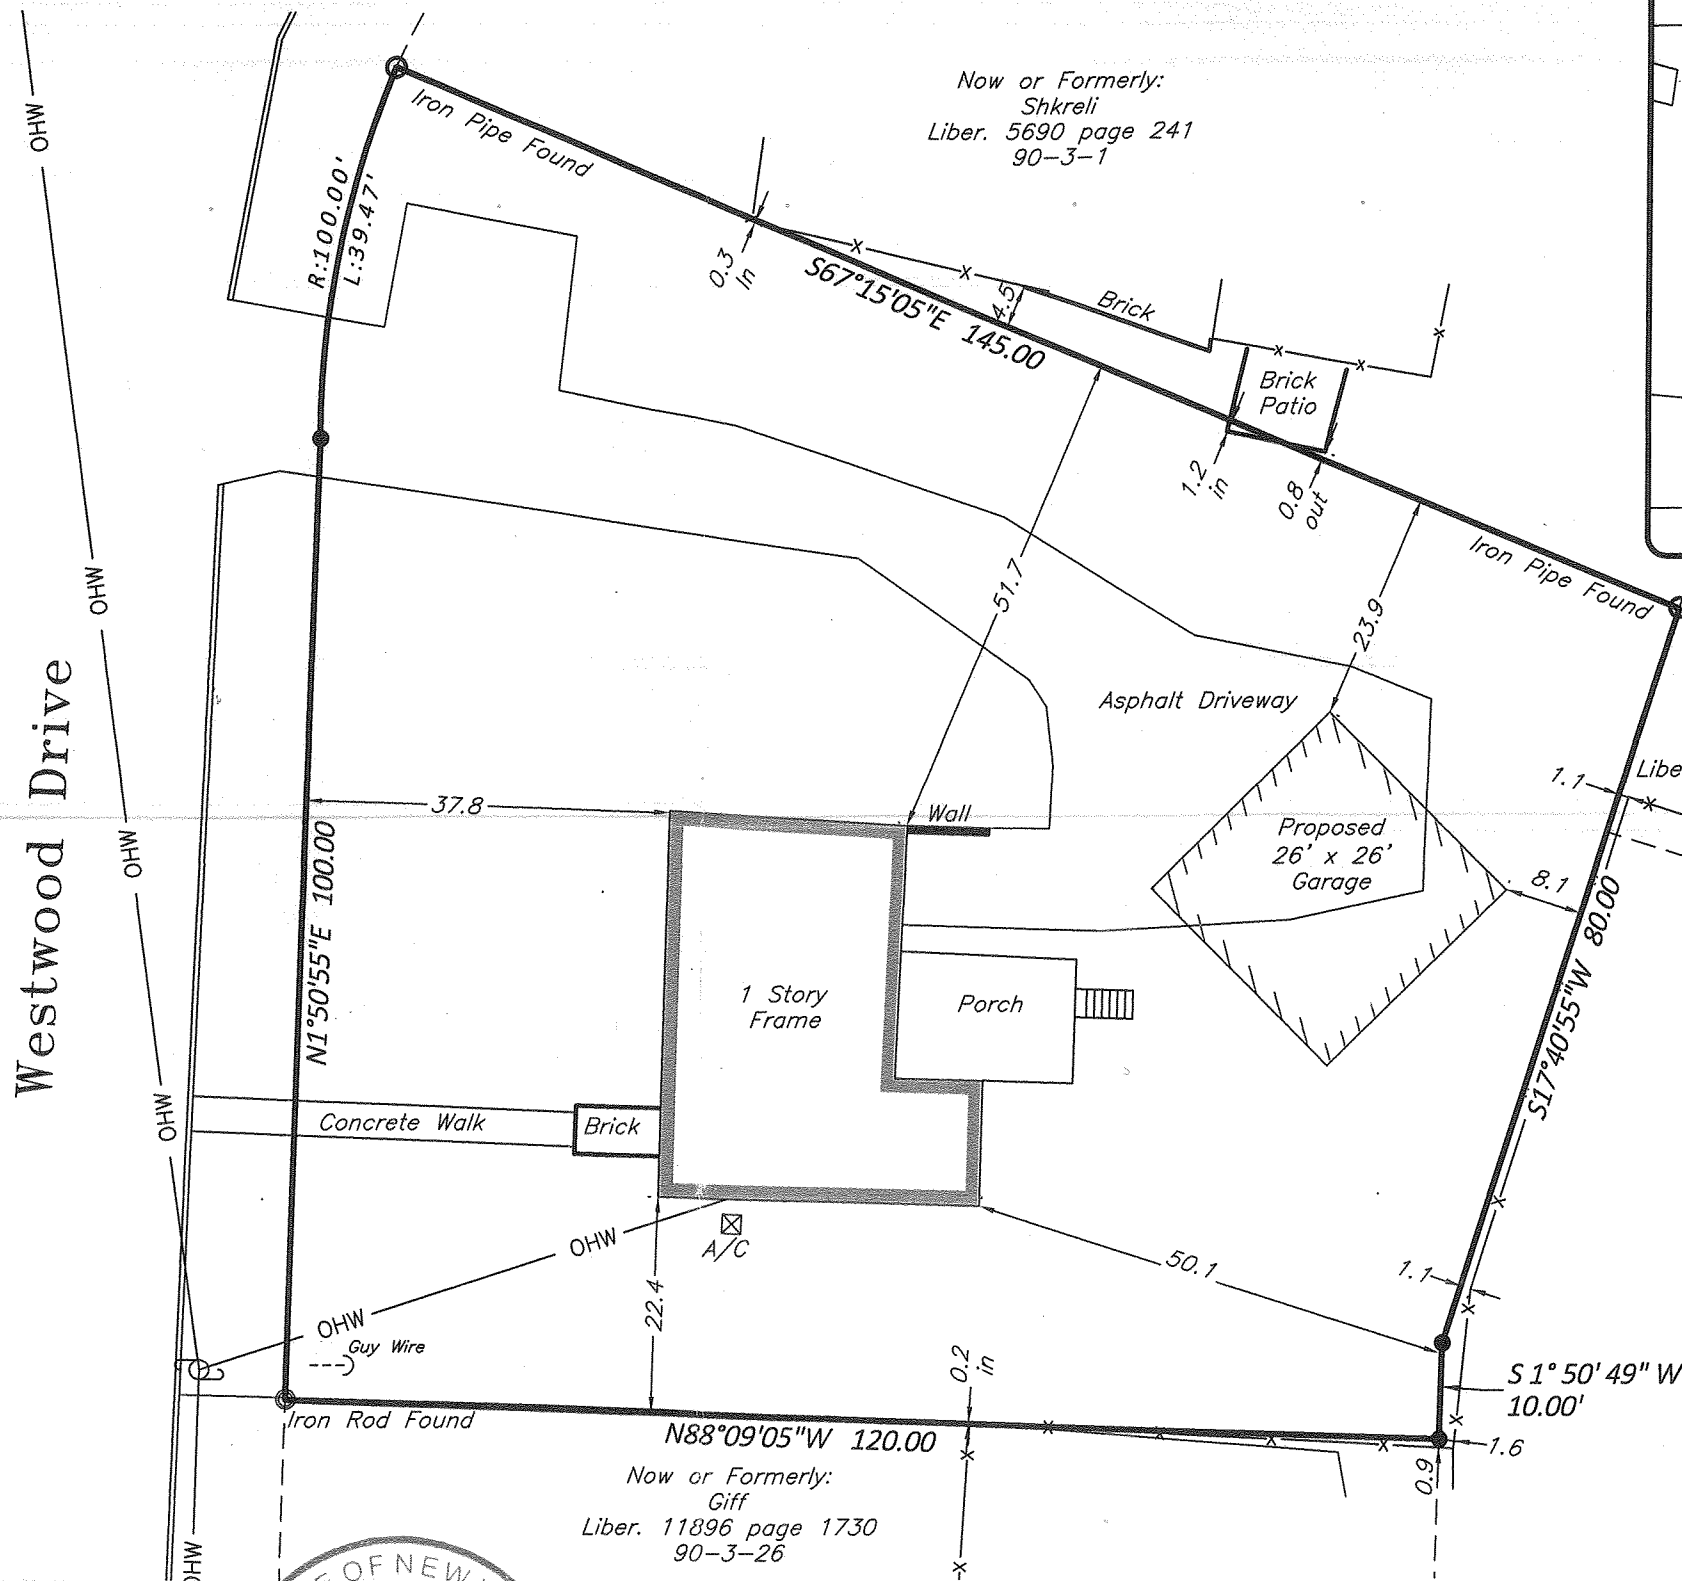 OHW
Now or Formerly:
Shkreli
Liber. 5690 page 241
90-3-1
Iron Pipe Found
R:100.00'
L:39.47'
0.3
In
S67°15'05"E 145.00
4.5
Brick
Brick
Patio
1.2
in
0.8
out
Iron Pipe Found
OHW
51.7
23.9
Asphalt Driveway
Westwood Drive
37.8
Wall
1.1
Libe
OHW
N1°50'55"E 100.00
Proposed
26' x 26'
Garage
8.1
S17°40'55"W 80.00
1 Story
Frame
Porch
OHW
Concrete Walk
Brick
OHW
A/C
50.1
1.1
22.4
OHW
Guy Wire
0.2
in
S 1° 50' 49" W
10.00'
Iron Rod Found
N88°09'05"W 120.00
1.6
0.9
Now or Formerly:
Giff
Liber. 11896 page 1730
90-3-26
OHW
OF NEW